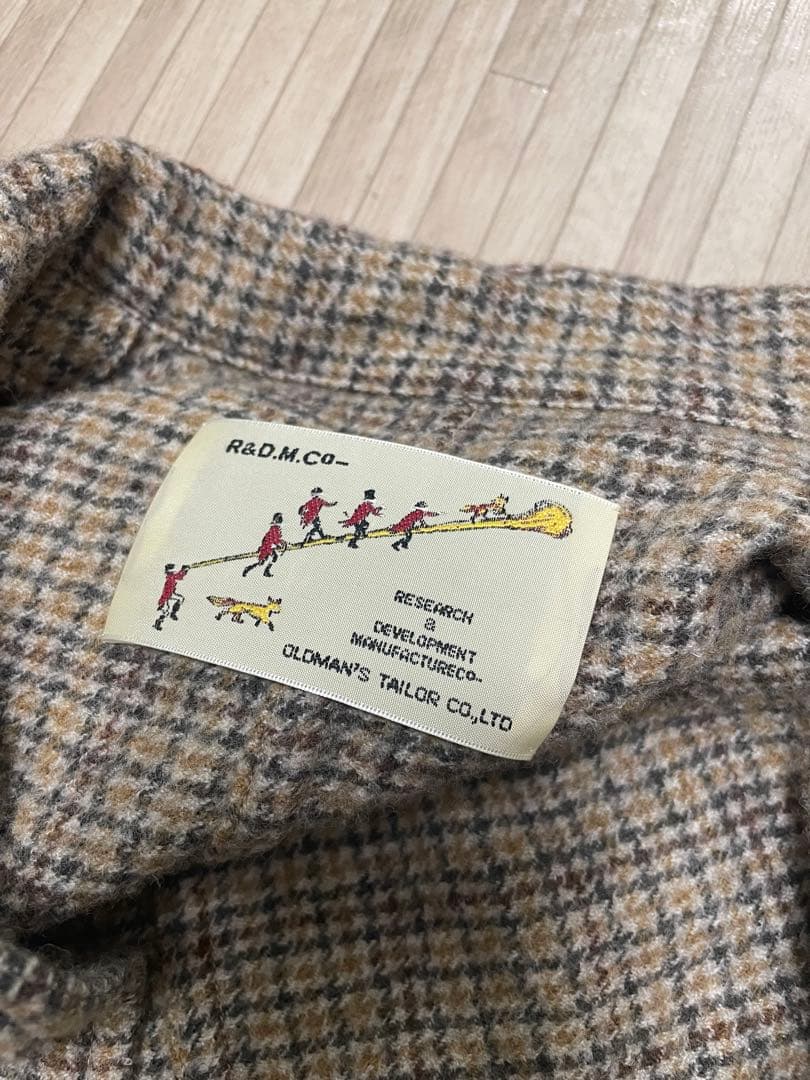 R&D.M.Co-
RESEARCH
&
DEVELOPMENT
MANUFACTURECO-
OLDMAN'S TAILOR CO.,LTD